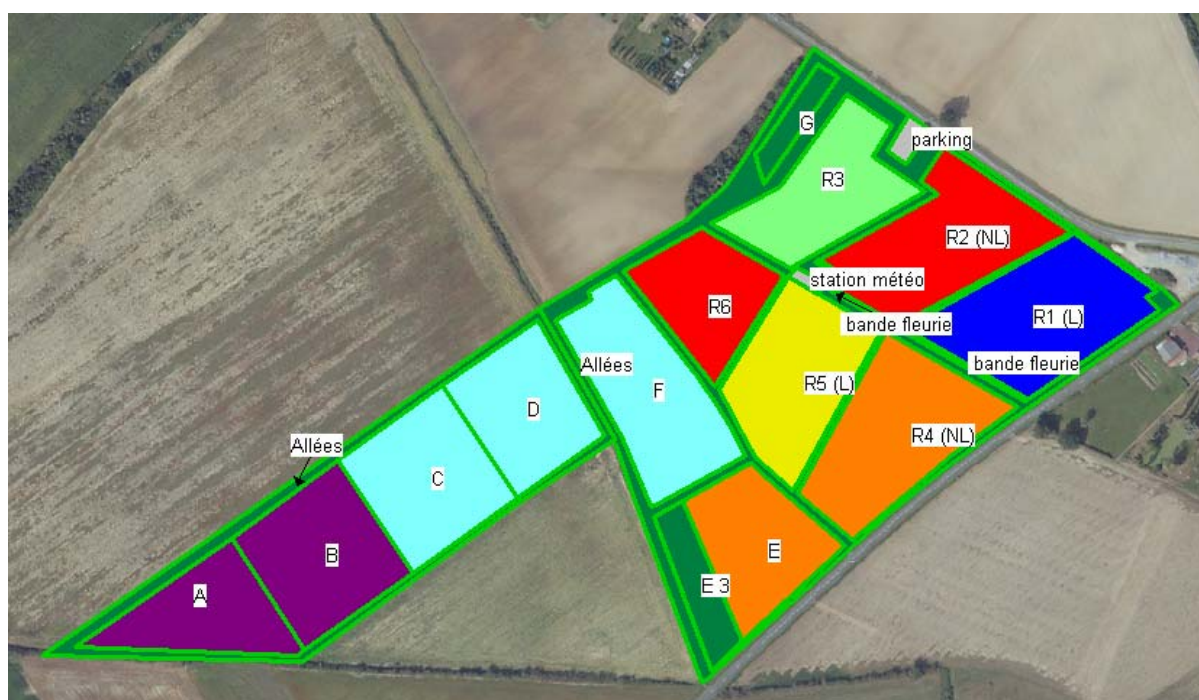 G
parking
R3
R2 (NL)
station météo
R6
bande fleurie
R1 (L)
Allées
bande fleurie
R5 (L)
F
D
R4 (NL)
Allées
C
B
E
E 3
A